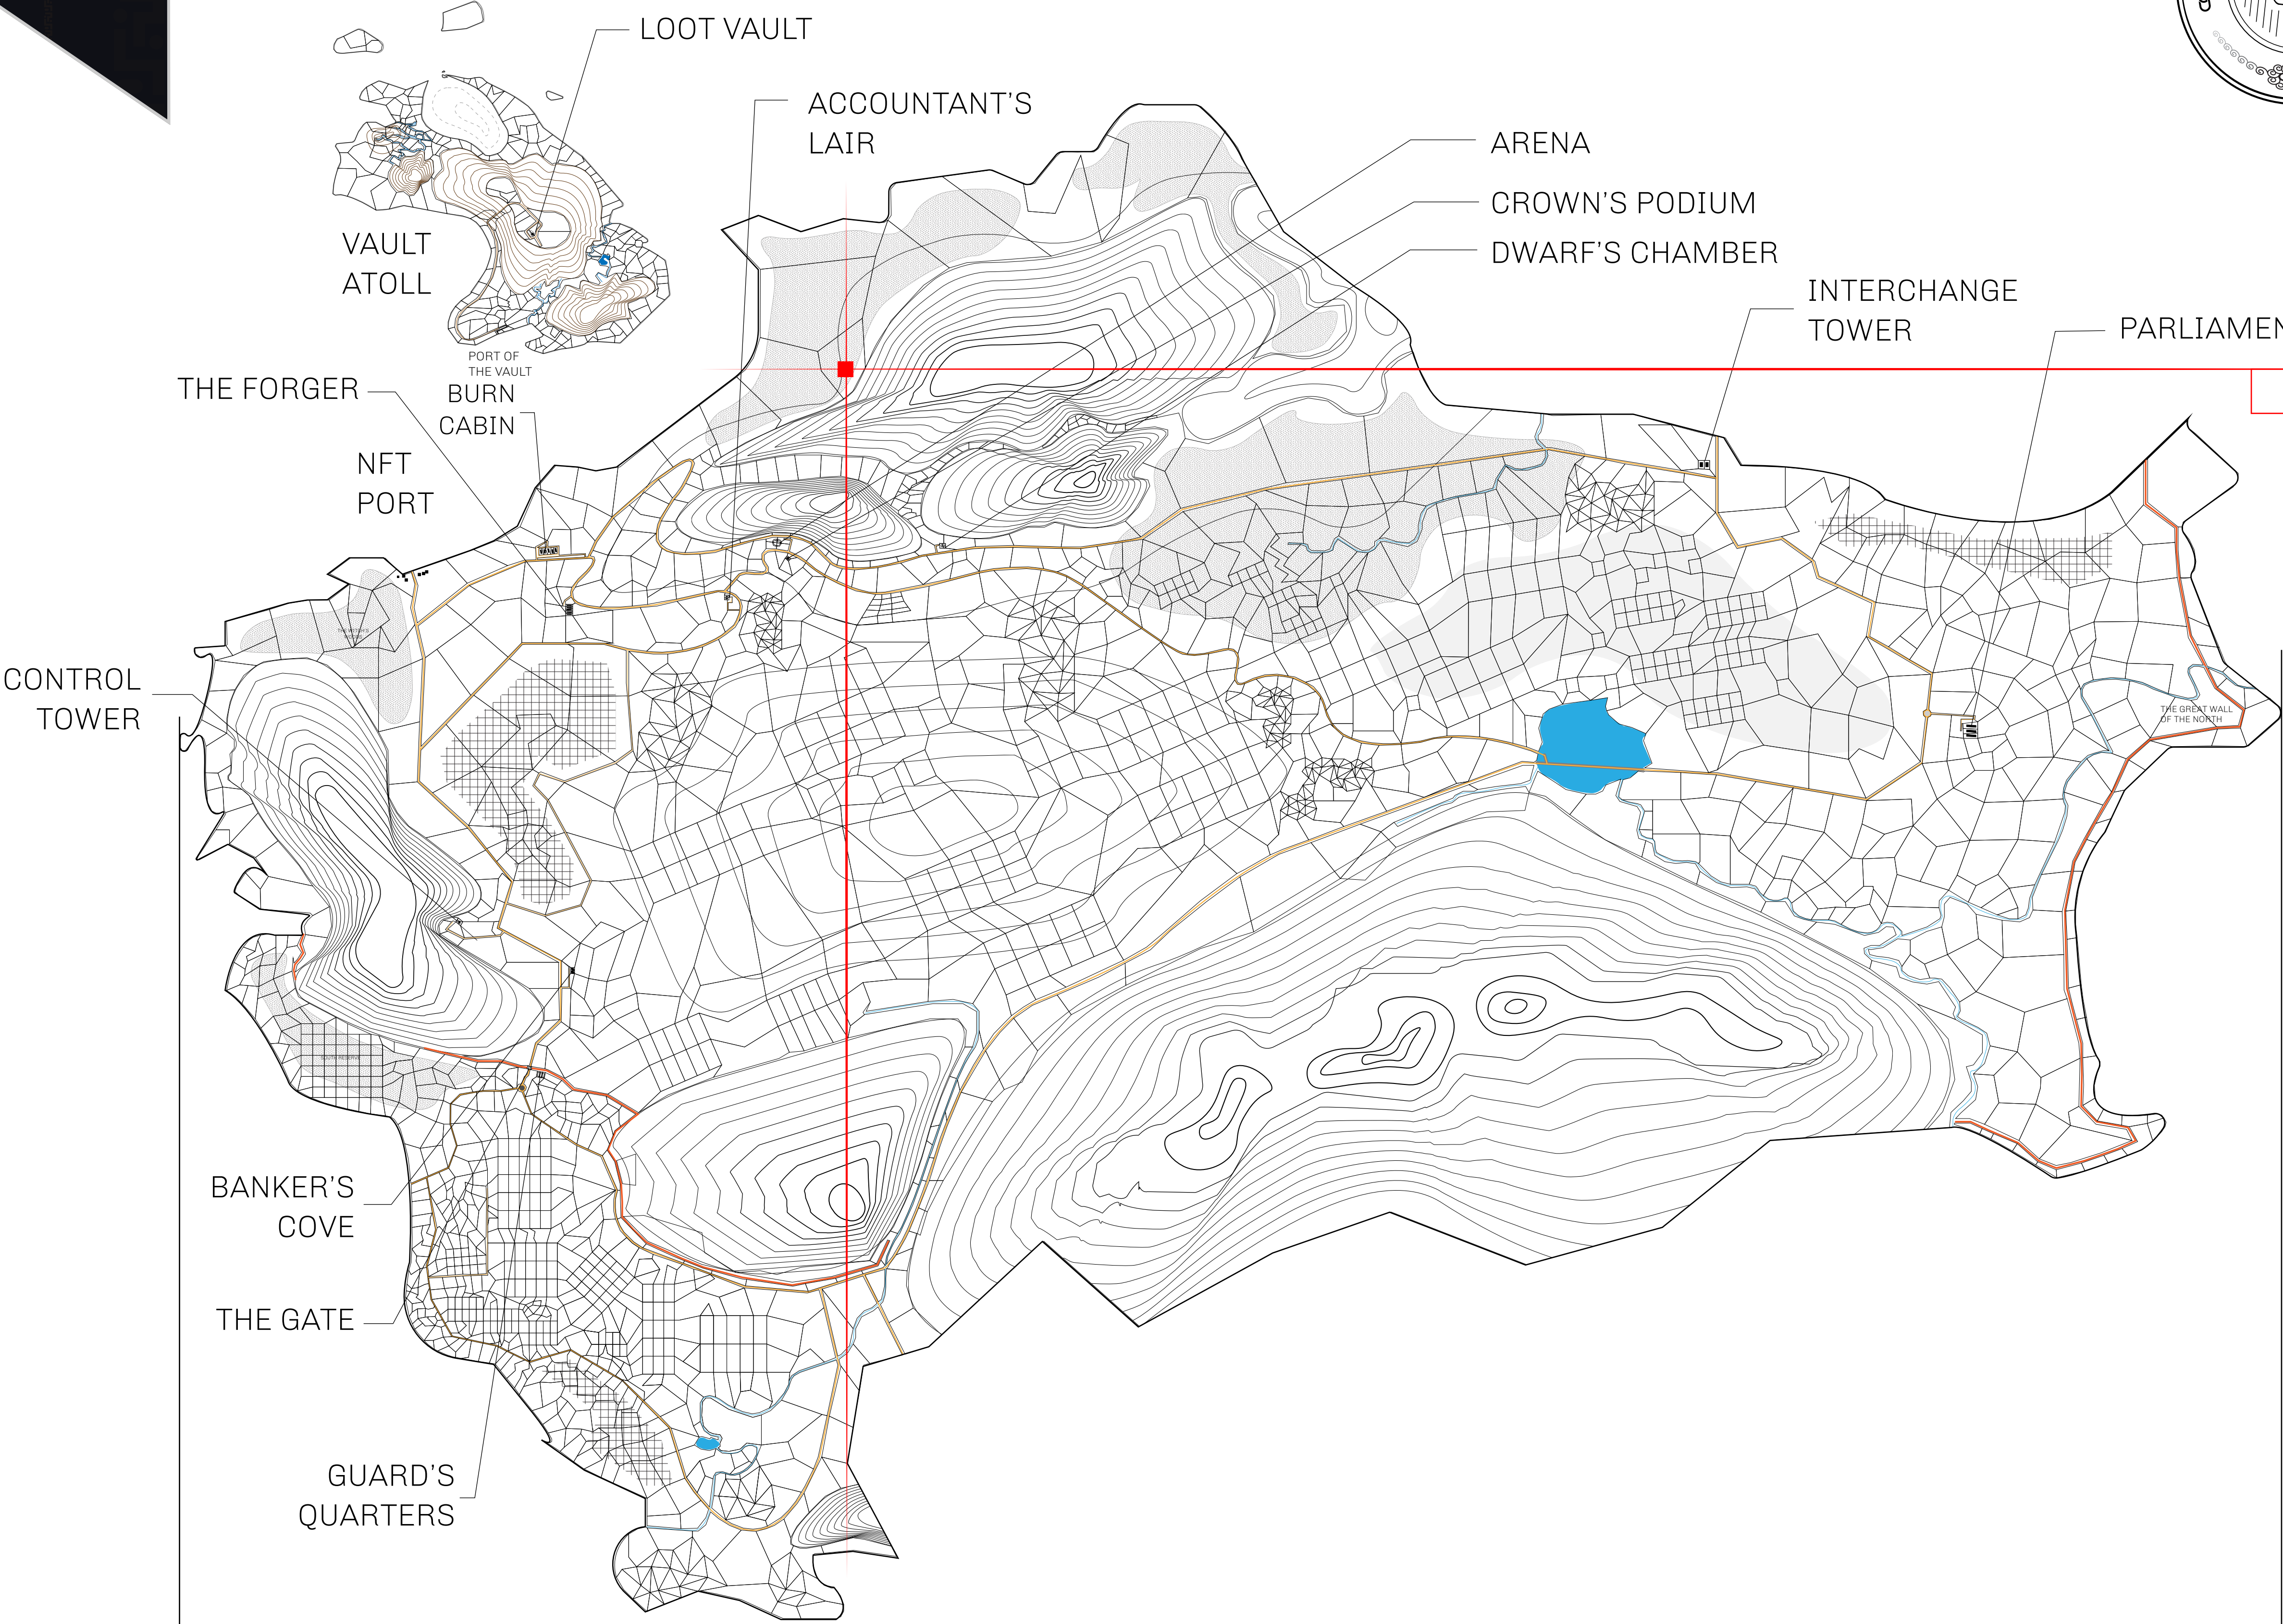 LOOT VAULT
ACCOUNTANT'S
LAIR
ARENA
CROWN'S PODIUM
DWARF'S CHAMBER
VAULT
ATOLL
INTERCHANGE
TOWER
PARLIAMEN
PORT OF
THE VAULT
THE FORGER
BURN
CABIN
NFT
PORT
CONTROL
TOWER
THE GREAT WALL
OF THE NORTH
SOUTH RESERVE
BANKER'S
COVE
THE GATE
GUARD'S
QUARTERS